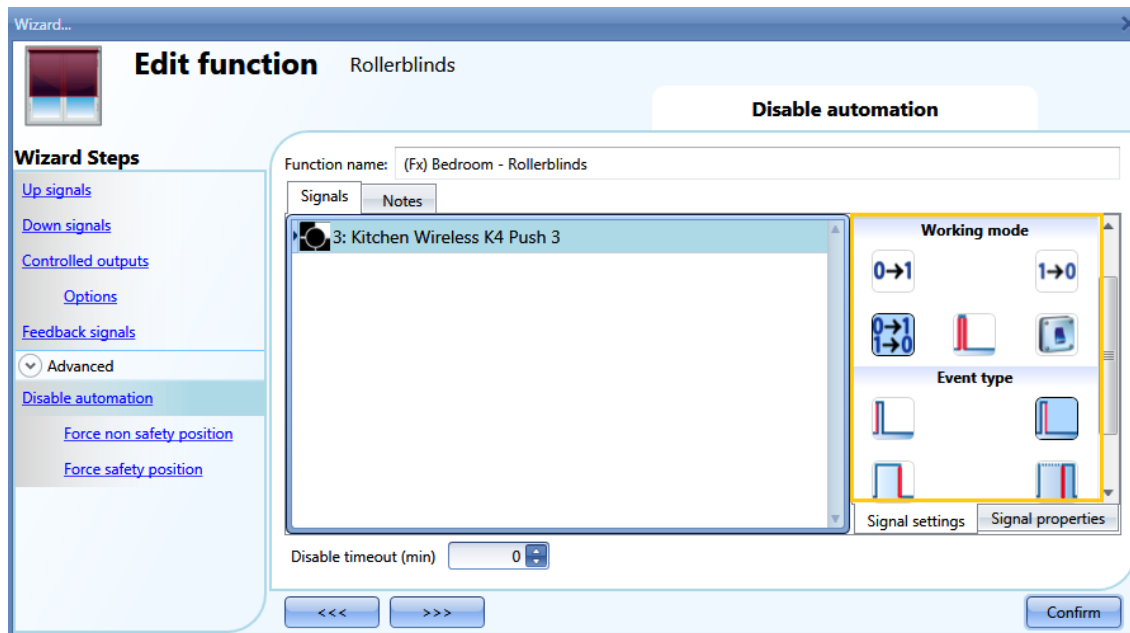 Wizard...
Edit function Rollerblinds
Disable automation
Wizard Steps
Up signals
Down signals
Controlled outputs
Options
Feedback signals
Advanced
Disable automation
Force non safety position
Force safety position
Function name: (Fx) Bedroom - Rollerblinds
Signals Notes
3: Kitchen Wireless K4 Push 3
Working mode
0→1 1→0
0→1
1→0
Event type
Signal settings Signal properties
Disable timeout (min) 0
<<< >>> Confirm